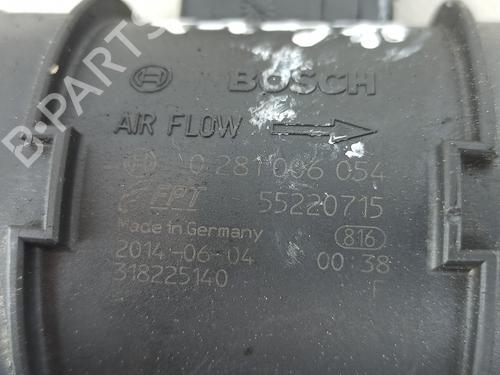 B-PARTS
BOSCH
AIR FLOW
0 281 006 054
FPT 55220715
Made in Germany 816
2014-06-04 00:38
318225140